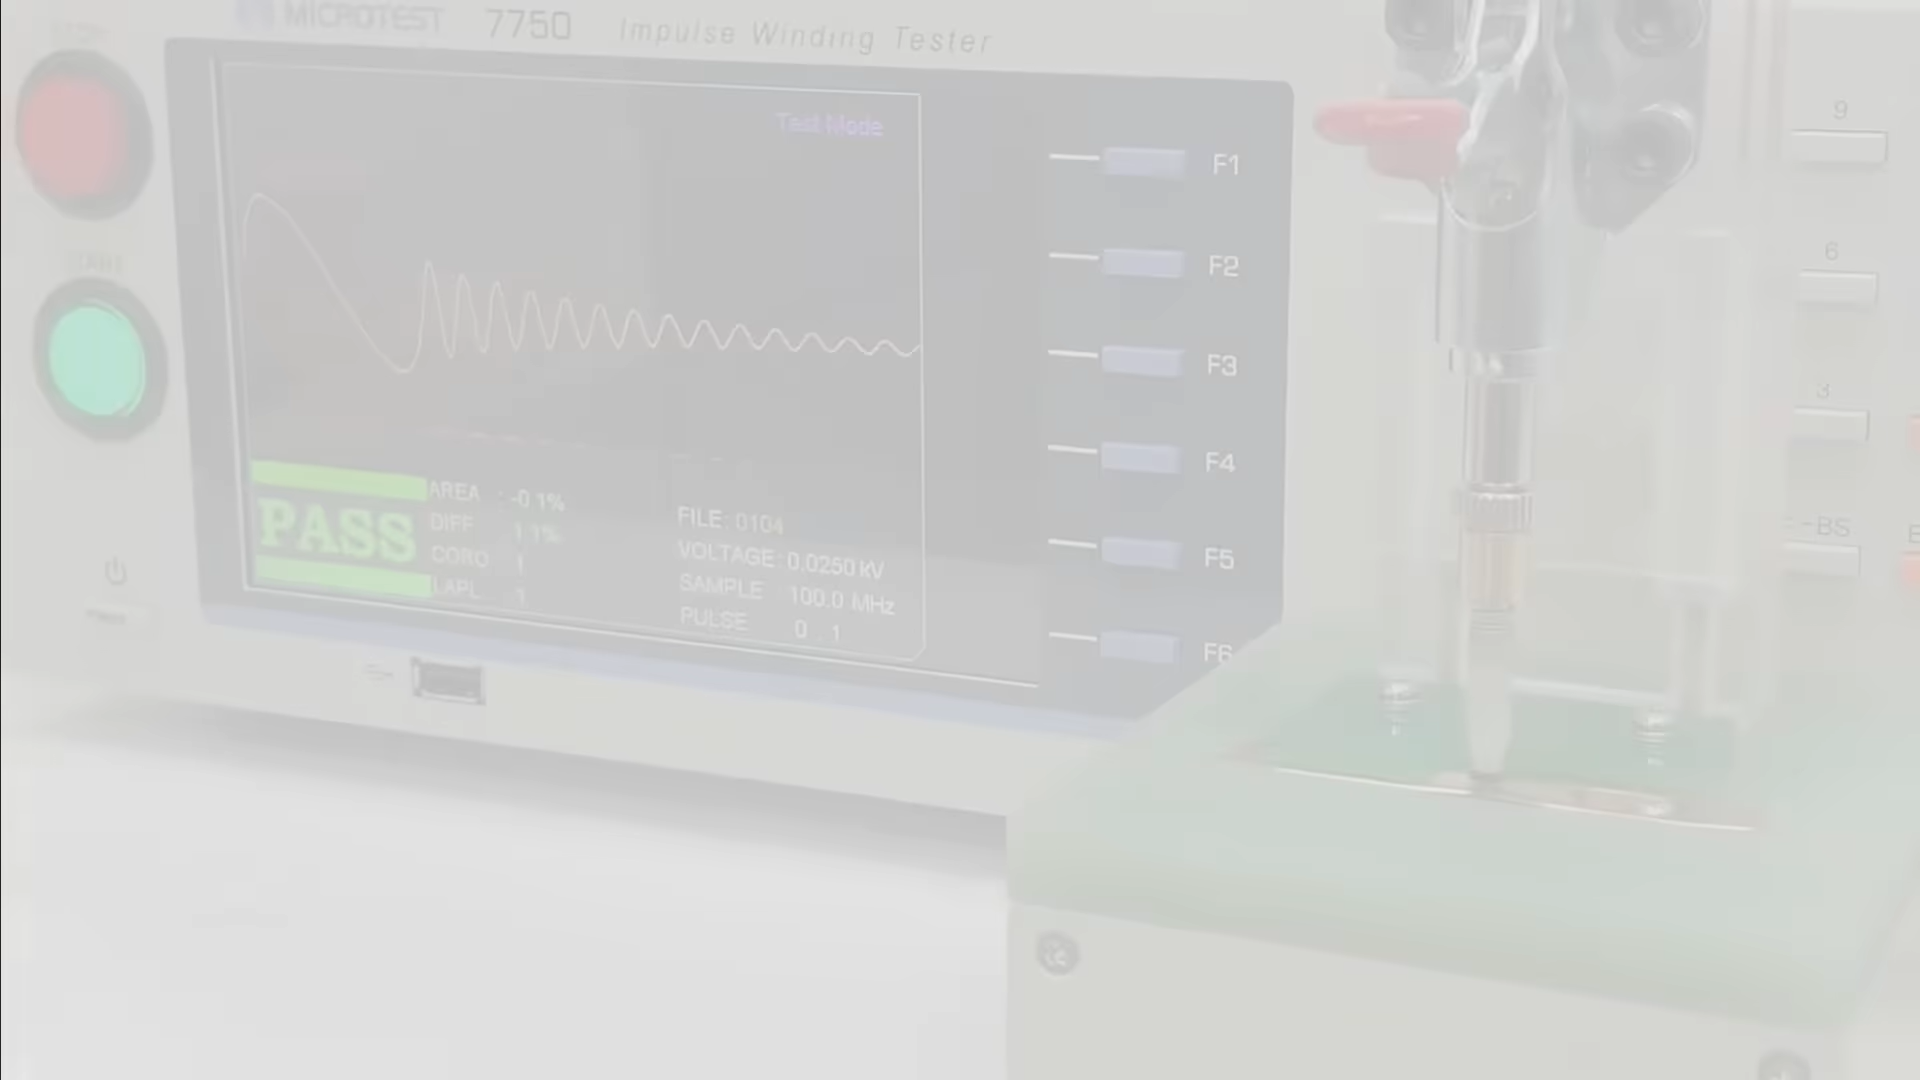 MICROTEST 7750 Impulse Winding Tester
STOP
Test Mode
F1
F2
F3
F4
F5
F6
START
PASS
AREA : -0.1%
DIFF 1.1%
CORO 1
LAPL 1
FILE: 0104
VOLTAGE: 0.0250 kV
SAMPLE 100.0 MHz
PULSE 0 . 1
9
6
3
-BS